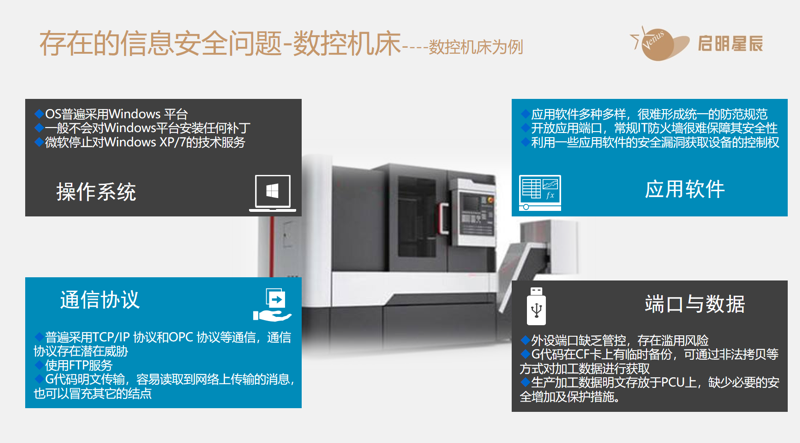 存在的信息安全问题-数控机床----数控机床为例
Venus
启明星辰
OS普遍采用Windows 平台
一般不会对Windows平台安装任何补丁
微软停止对Windows XP/7的技术服务
操作系统
应用软件多种多样，很难形成统一的防范规范
开放应用端口，常规IT防火墙很难保障其安全性
利用一些应用软件的安全漏洞获取设备的控制权
fx
应用软件
通信协议
普遍采用TCP/IP 协议和OPC 协议等通信，通信
协议存在潜在威胁
使用FTP服务
G代码明文传输，容易读取到网络上传输的消息，
也可以冒充其它的结点
端口与数据
外设端口缺乏管控，存在滥用风险
G代码在CF卡上有临时备份，可通过非法拷贝等
方式对加工数据进行获取
生产加工数据明文存放于PCU上，缺少必要的安
全增加及保护措施。